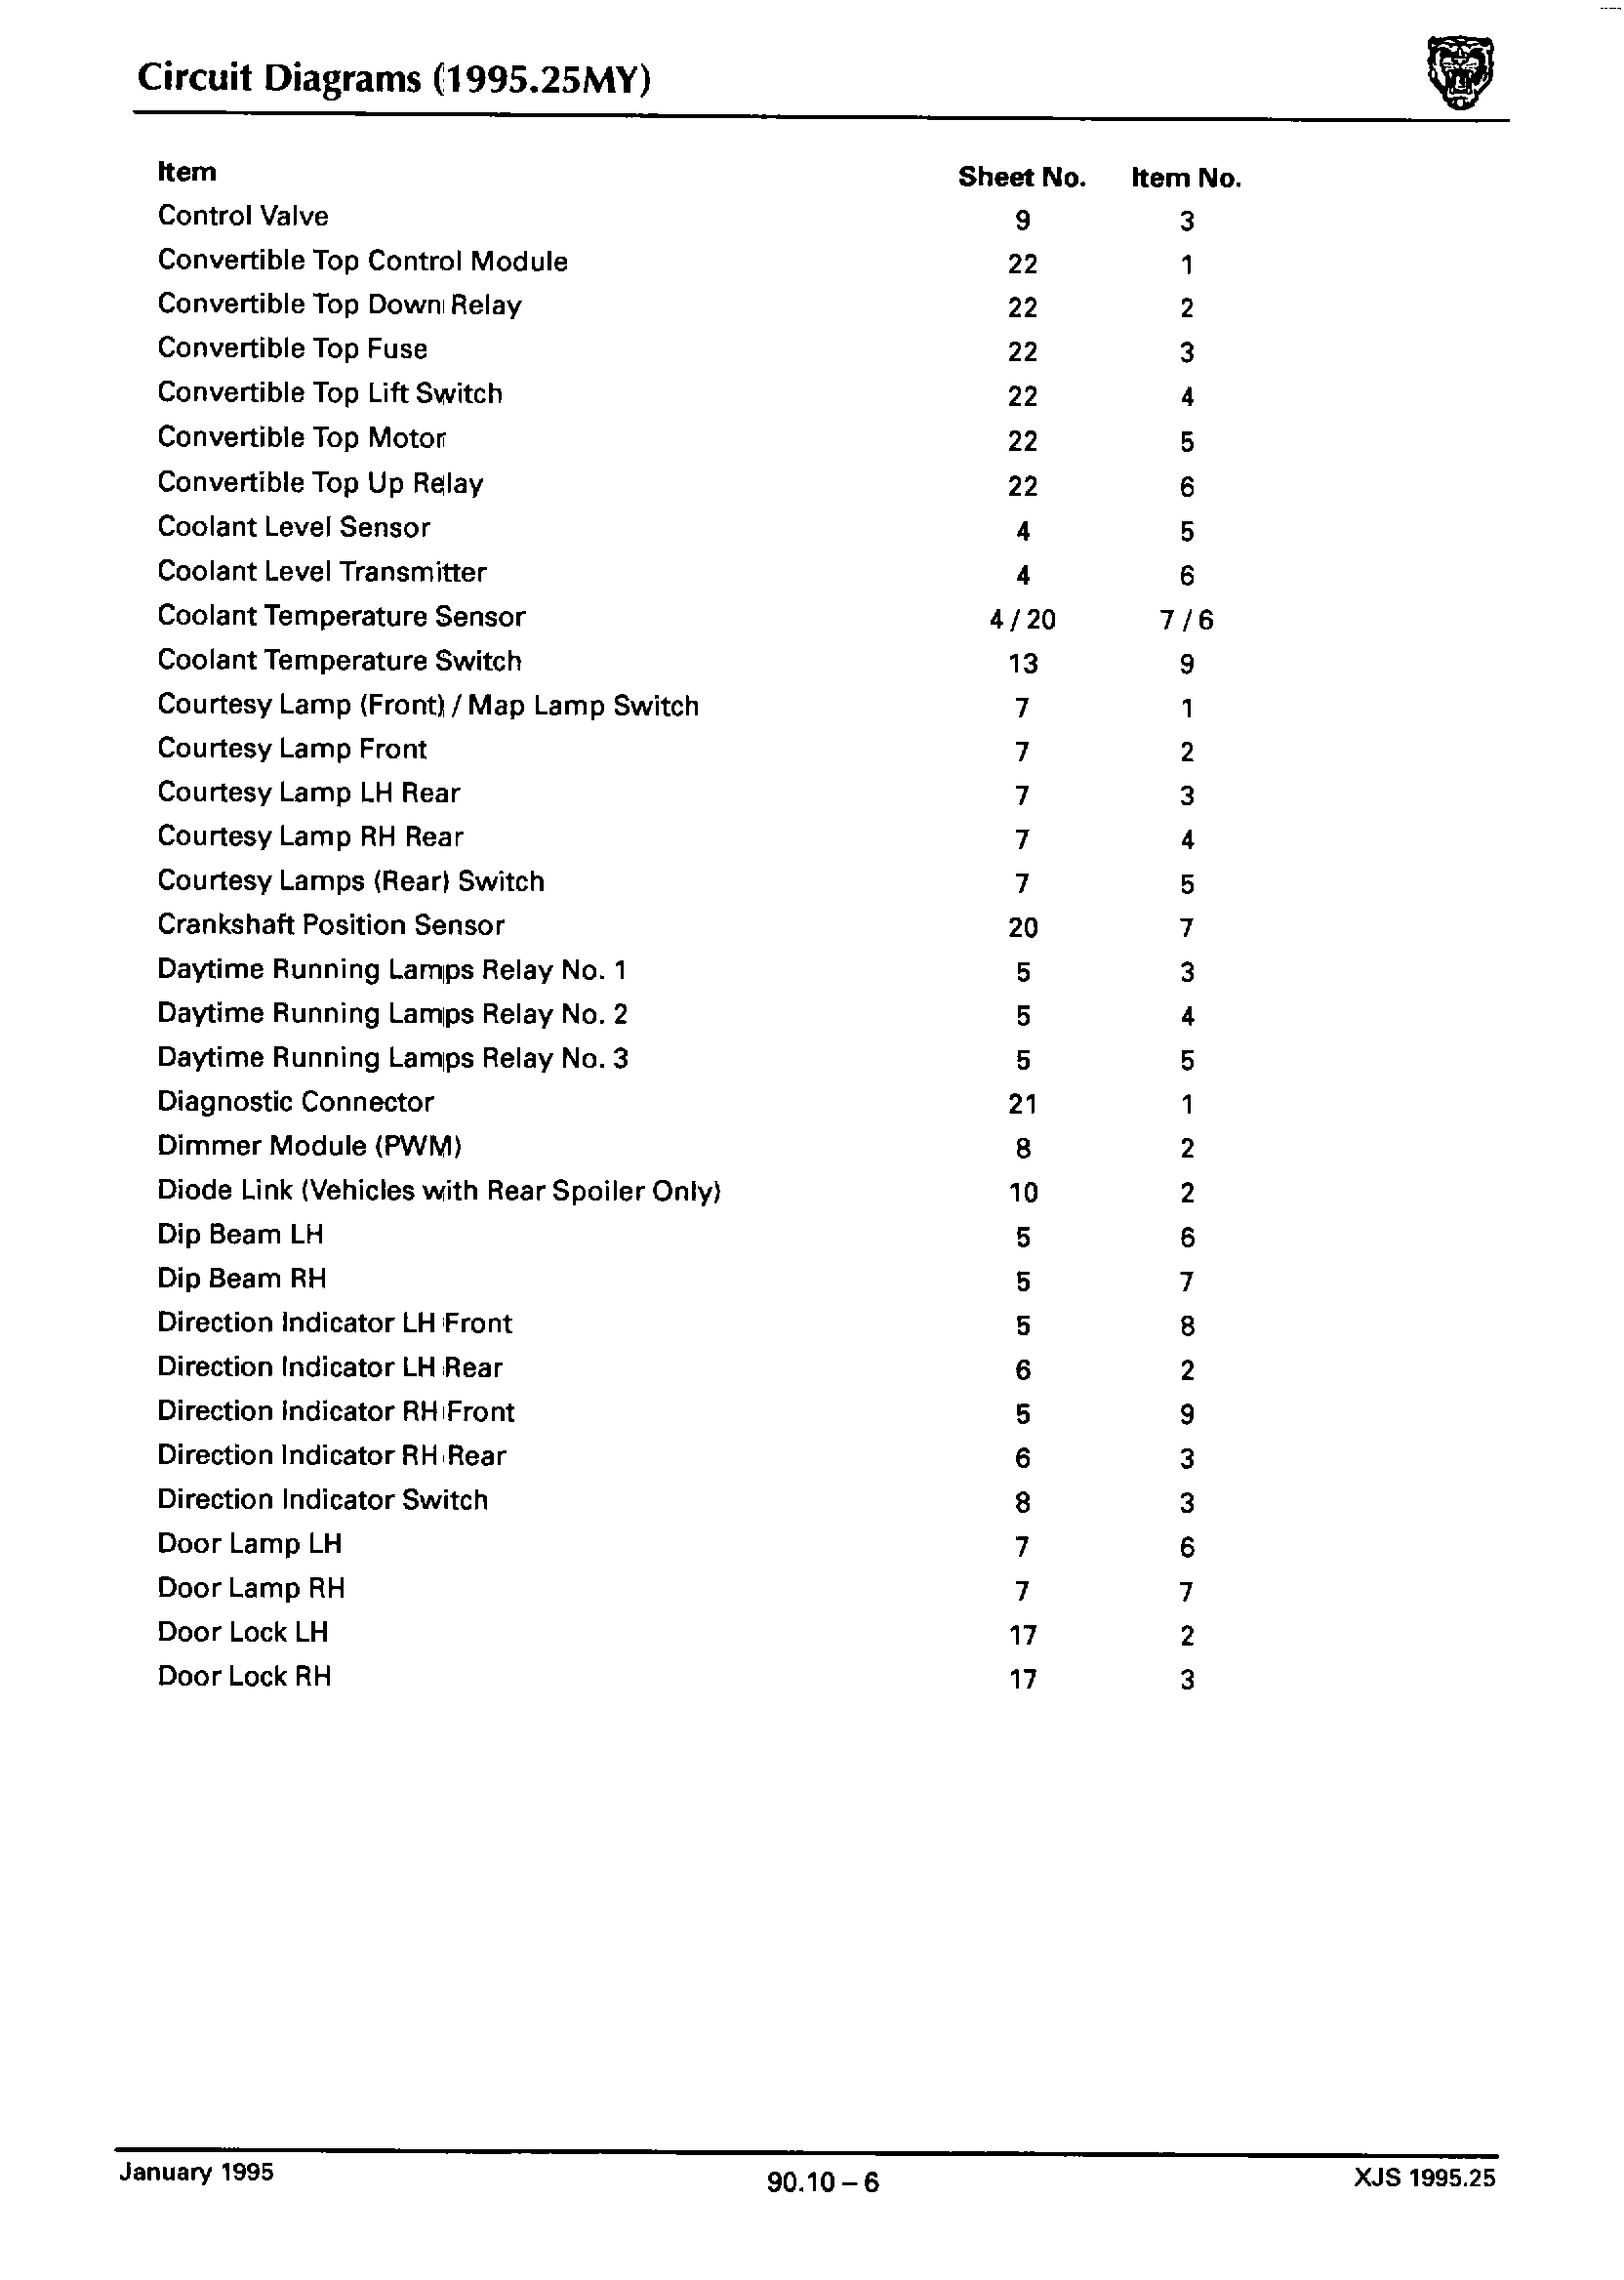 Circuit Diagrams (1995.25MY)
Item Sheet No. Item No.
Control Valve 9 3
Convertible Top Control Module 22 1
Convertible Top Down Relay 22 2
Convertible Top Fuse 22 3
Convertible Top Lift Switch 22 4
Convertible Top Motor 22 5
Convertible Top Up Relay 22 6
Coolant Level Sensor 4 5
Coolant Level Transmitter 4 6
Coolant Temperature Sensor 4 / 20 7 / 6
Coolant Temperature Switch 13 9
Courtesy Lamp (Front) / Map Lamp Switch 7 1
Courtesy Lamp Front 7 2
Courtesy Lamp LH Rear 7 3
Courtesy Lamp RH Rear 7 4
Courtesy Lamps (Rear) Switch 7 5
Crankshaft Position Sensor 20 7
Daytime Running Lamps Relay No. 1 5 3
Daytime Running Lamps Relay No. 2 5 4
Daytime Running Lamps Relay No. 3 5 5
Diagnostic Connector 21 1
Dimmer Module (PWM) 8 2
Diode Link (Vehicles with Rear Spoiler Only) 10 2
Dip Beam LH 5 6
Dip Beam RH 5 7
Direction Indicator LH Front 5 8
Direction Indicator LH Rear 6 2
Direction Indicator RH Front 5 9
Direction Indicator RH Rear 6 3
Direction Indicator Switch 8 3
Door Lamp LH 7 6
Door Lamp RH 7 7
Door Lock LH 17 2
Door Lock RH 17 3
January 1995 90.10 – 6 XJS 1995.25